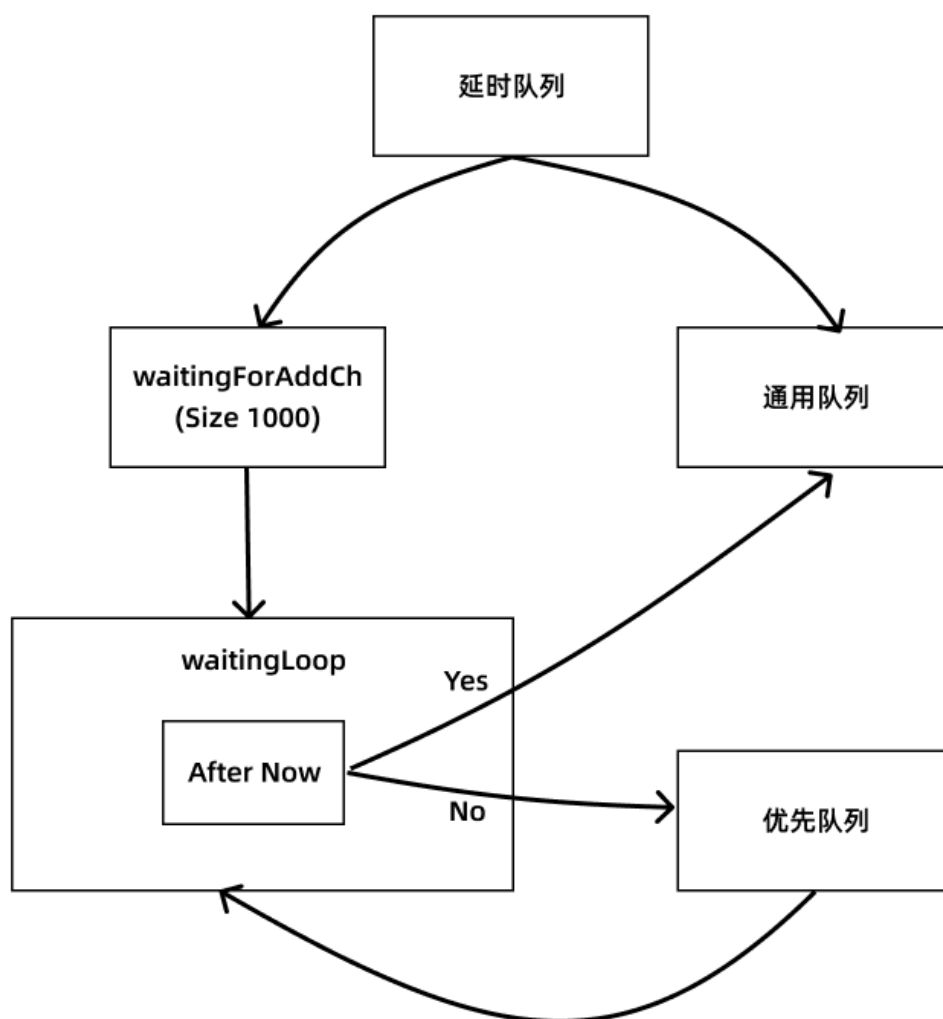 延时队列
waitingForAddCh
(Size 1000)
通用队列
waitingLoop
Yes
After Now
No
优先队列